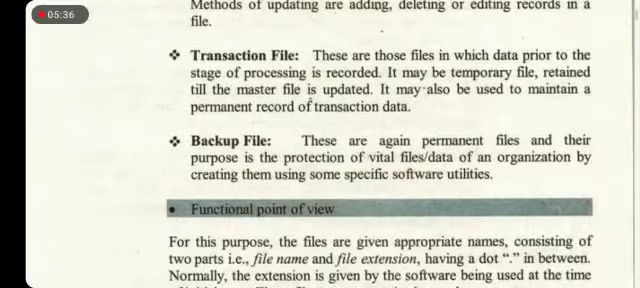 05:36
Methods of updating are adding, deleting or editing records in a
file.
❖ Transaction File: These are those files in which data prior to the
stage of processing is recorded. It may be temporary file, retained
till the master file is updated. It may also be used to maintain a
permanent record of transaction data.
❖ Backup File: These are again permanent files and their
purpose is the protection of vital files/data of an organization by
creating them using some specific software utilities.
• Functional point of view
For this purpose, the files are given appropriate names, consisting of
two parts i.e., file name and file extension, having a dot “.” in between.
Normally, the extension is given by the software being used at the time